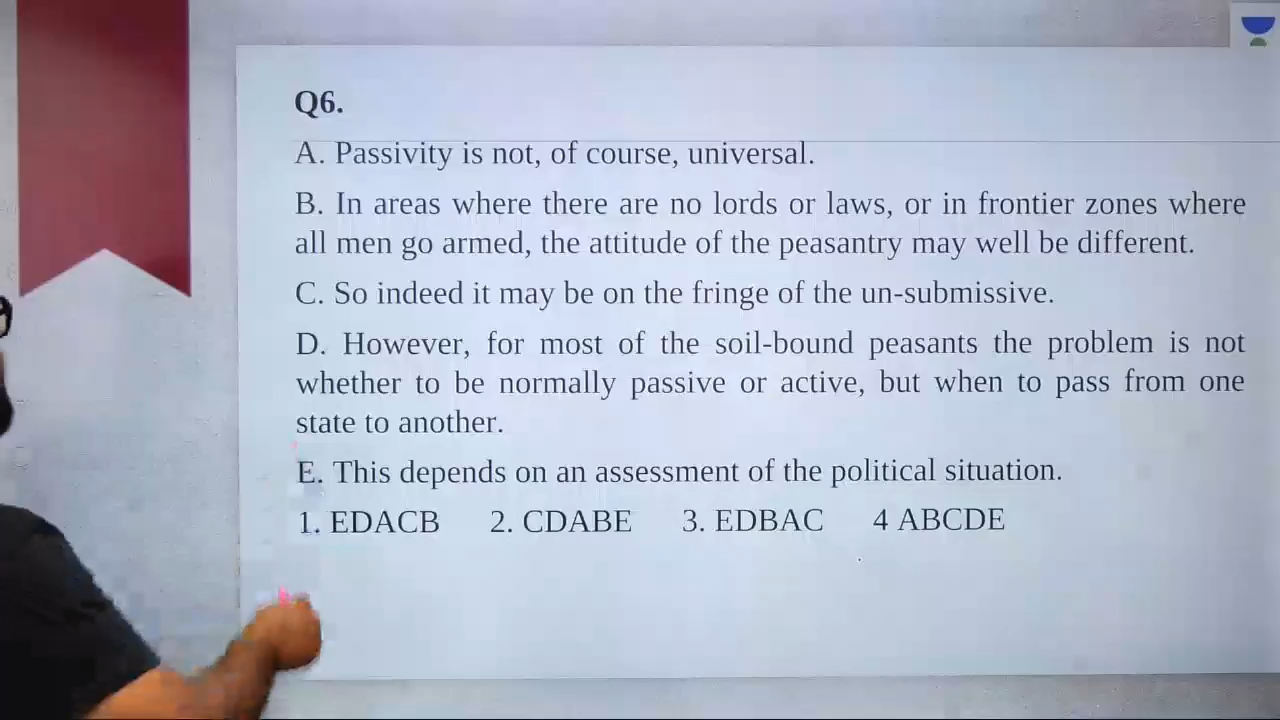 Q6.
A. Passivity is not, of course, universal.
B. In areas where there are no lords or laws, or in frontier zones where
all men go armed, the attitude of the peasantry may well be different.
C. So indeed it may be on the fringe of the un-submissive.
D. However, for most of the soil-bound peasants the problem is not
whether to be normally passive or active, but when to pass from one
state to another.
E. This depends on an assessment of the political situation.
1. EDACB 2. CDABE 3. EDBAC 4 ABCDE